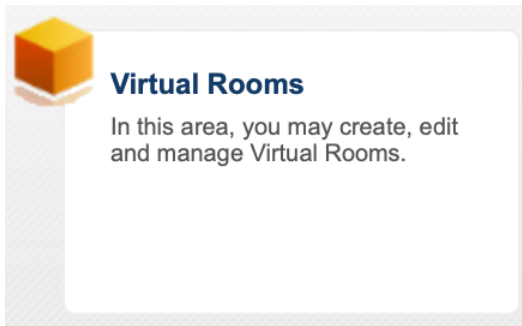 Virtual Rooms
In this area, you may create, edit
and manage Virtual Rooms.